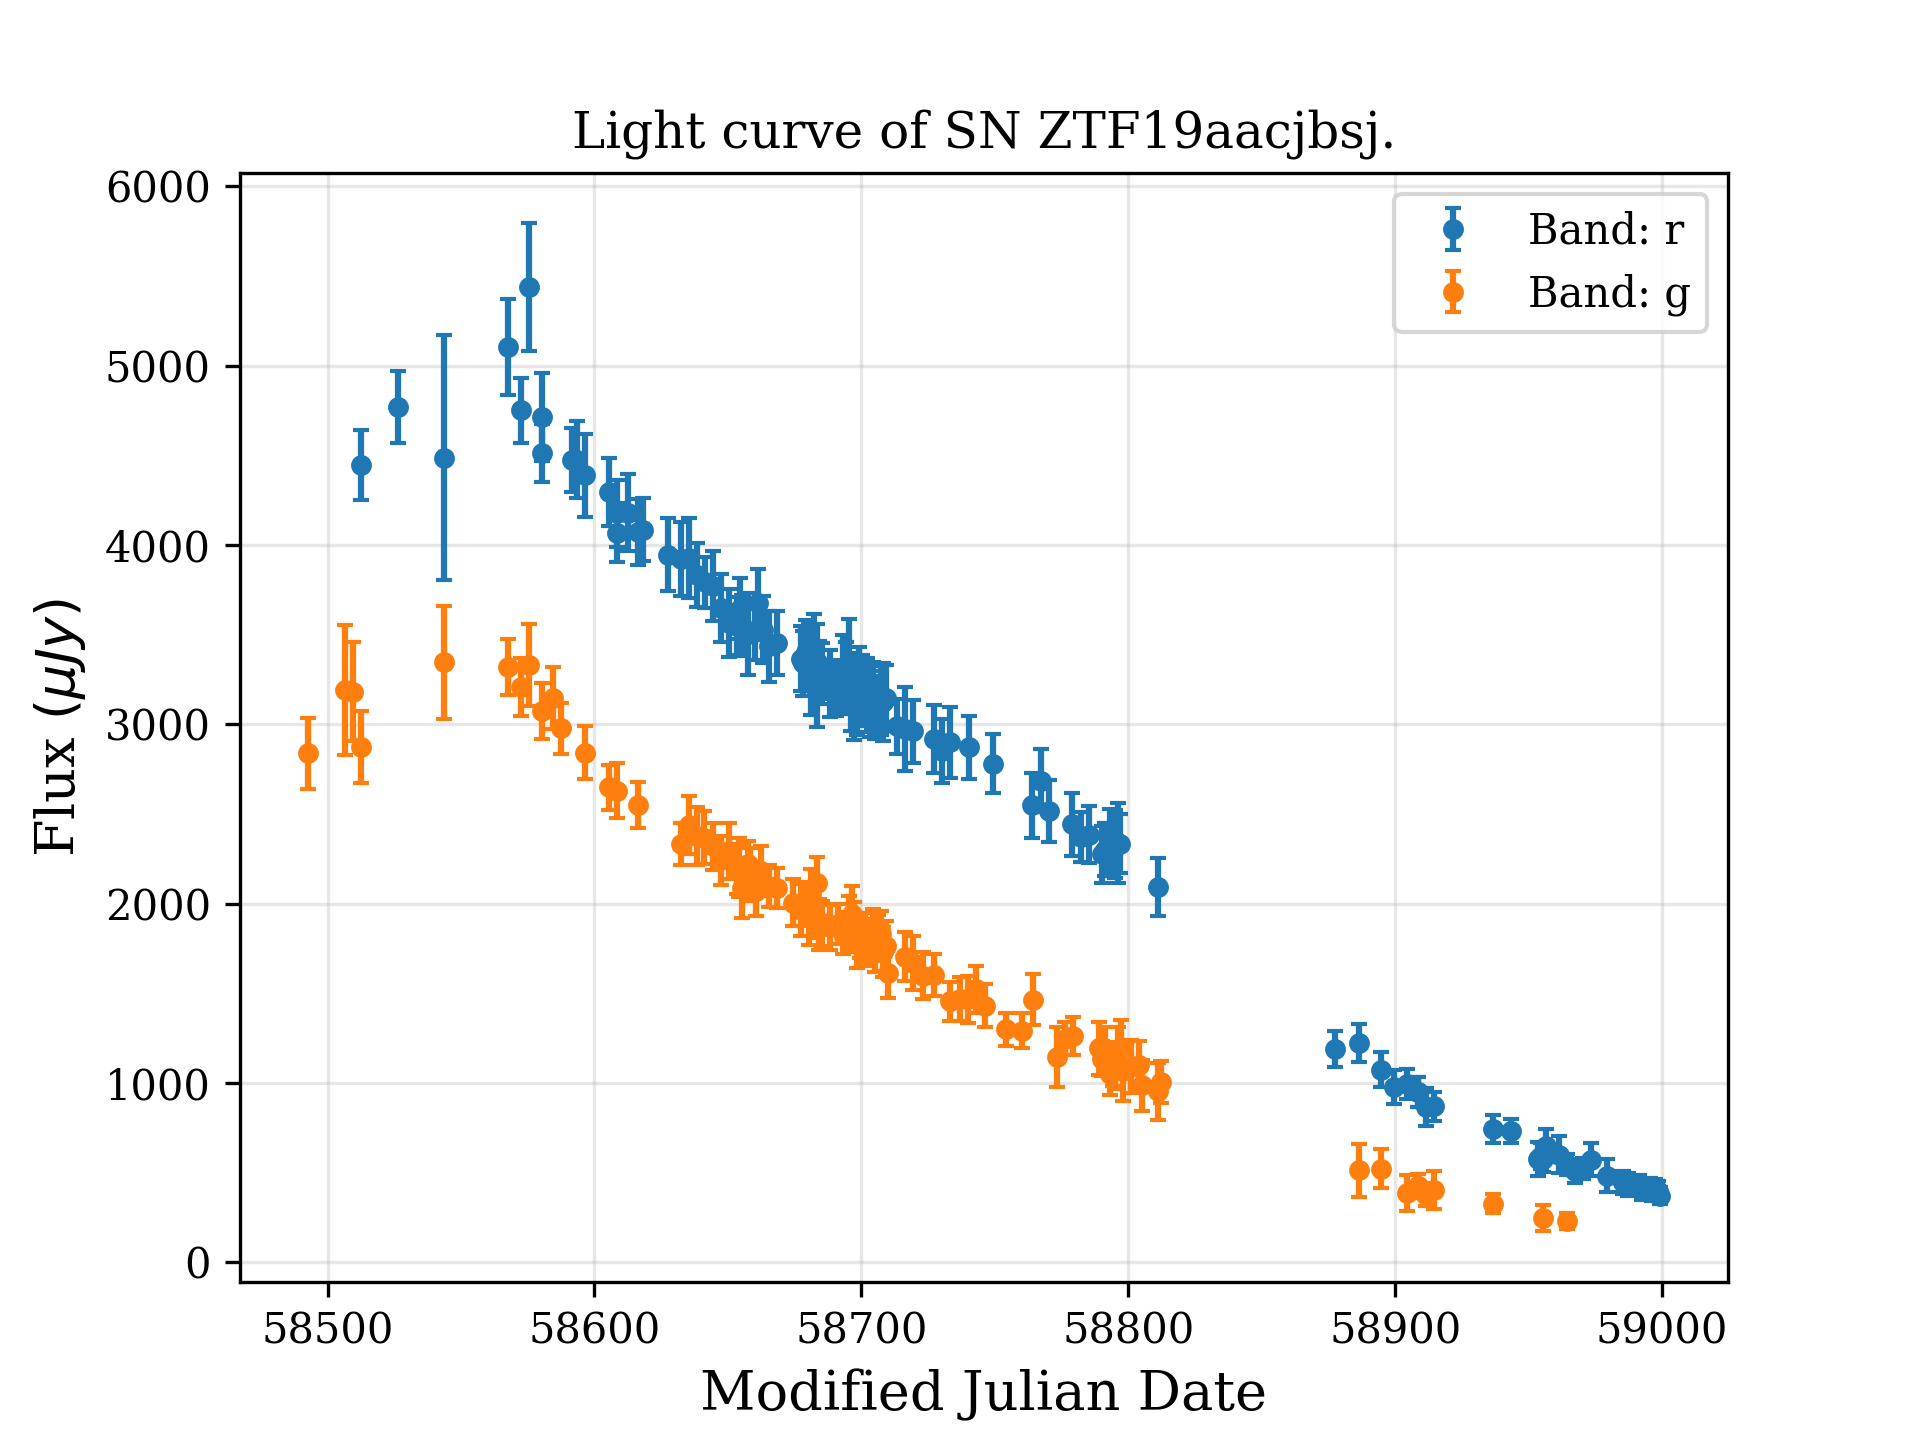 Light curve of SN ZTF19aacjbsj.
6000
5000
4000
3000
2000
1000
0
Flux (μJy)
Band: r
Band: g
58500 58600 58700 58800 58900 59000
Modified Julian Date